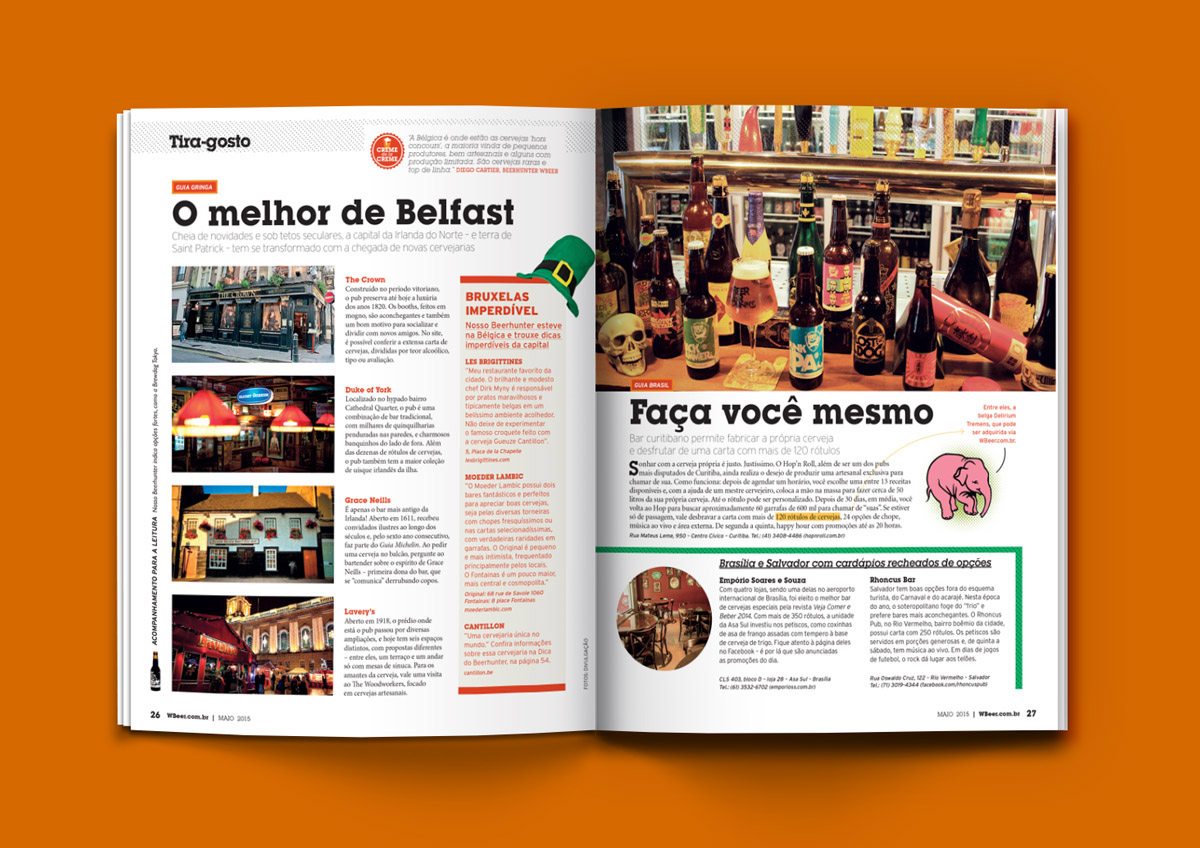 Tira-gosto
CREME
de la
CREME
"A Bélgica é onde estão as cervejas 'hors
concours', a maioria vinda de pequenos
produtores, bem artesanais e alguns com
produção limitada. São cervejas raras e
top de linha." DIEGO CARTIER, BEERHUNTER WBEER
GUIA GRINGA
O melhor de Belfast
Cheia de novidades e sob tetos seculares, a capital da Irlanda do Norte – e terra de
Saint Patrick – tem se transformado com a chegada de novas cervejarias
The Crown
Construído no período vitoriano,
o pub preserva até hoje a luxúria
dos anos 1820. Os booths, feitos em
mogno, são aconchegantes e também
um bom motivo para socializar e
dividir com novos amigos. No site,
é possível conferir a extensa carta de
cervejas, divididas por teor alcoólico,
tipo ou avaliação.
Duke of York
Localizado no hypado bairro
Cathedral Quarter, o pub é uma
combinação de bar tradicional,
com milhares de quinquilharias
penduradas nas paredes, e charmosos
banquinhos do lado de fora. Além
das dezenas de rótulos de cervejas,
o pub também tem a maior coleção
de uísque irlandês da ilha.
Grace Neills
É apenas o bar mais antigo da
Irlanda! Aberto em 1611, recebeu
convidados ilustres ao longo dos
séculos e, pelo sexto ano consecutivo,
faz parte do Guia Michelin. Ao pedir
uma cerveja no balcão, pergunte ao
bartender sobre o espírito de Grace
Neills – primeira dona do bar, que
se "comunica" derrubando copos.
Lavery's
Aberto em 1918, o prédio onde
está o pub passou por diversas
ampliações, e hoje tem seis espaços
distintos, com propostas diferentes
– entre eles, um terraço e um andar
só com mesas de sinuca. Para os
amantes da cerveja, vale uma visita
ao The Woodworkers, focado
em cervejas artesanais.
BRUXELAS
IMPERDÍVEL
Nosso Beerhunter esteve
na Bélgica e trouxe dicas
imperdíveis da capital
LES BRIGITTINES
"Meu restaurante favorito da
cidade. O brilhante e modesto
chef Dirk Myny é responsável
por pratos maravilhosos e
tipicamente belgas em um
belíssimo ambiente acolhedor.
Não deixe de experimentar
o famoso croquete feito com
a cerveja Gueuze Cantillon".
5, Place de la Chapelle
lesbrigittines.com
MOEDER LAMBIC
"O Moeder Lambic possui dois
bares fantásticos e perfeitos
para apreciar boas cervejas,
seja pelas diversas torneiras
com chopes fresquíssimos ou
nas cartas selecionadíssimas,
com verdadeiras raridades em
garrafas. O Original é pequeno
e mais intimista, frequentado
principalmente pelos locais.
O Fontainas é um pouco maior,
mais central e cosmopolita."
Original: 68 rue de Savoie 1060
Fontainas: 8 place Fontainas
moederlambic.com
CANTILLON
"Uma cervejaria única no
mundo." Confira informações
sobre essa cervejaria na Dica
do Beerhunter, na página 54.
cantillon.be
ACOMPANHAMENTO PARA A LEITURA Nosso Beerhunter indica opções fortes, como a Brewdog Tokyo.
FOTOS: DIVULGAÇÃO
26 WBeer.com.br | MAIO 2015
THE CROWN
LAVERY'S
GUIA BRASIL
Faça você mesmo
Bar curitibano permite fabricar a própria cerveja
e desfrutar de uma carta com mais de 120 rótulos
Entre eles, a
belga Delirium
Tremens, que pode
ser adquirida via
WBeer.com.br.
Sonhar com a cerveja própria é justo. Justíssimo. O Hop'n Roll, além de ser um dos pubs
mais disputados de Curitiba, ainda realiza o desejo de produzir uma artesanal exclusiva para
chamar de sua. Como funciona: depois de agendar um horário, você escolhe uma entre 13 receitas
disponíveis e, com a ajuda de um mestre cervejeiro, coloca a mão na massa para fazer cerca de 50
litros da sua própria cerveja. Até o rótulo pode ser personalizado. Depois de 30 dias, em média, você
volta ao Hop para buscar aproximadamente 60 garrafas de 600 ml para chamar de "suas". Se estiver
só de passagem, vale desbravar a carta com mais de 120 rótulos de cervejas, 24 opções de chope,
música ao vivo e área externa. De segunda a quinta, happy hour com promoções até as 20 horas.
Rua Mateus Leme, 950 - Centro Cívico - Curitiba. Tel.: (41) 3408-4486 (hopnroll.com.br)
Brasília e Salvador com cardápios recheados de opções
Empório Soares e Souza
Com quatro lojas, sendo uma delas no aeroporto
internacional de Brasília, foi eleito o melhor bar
de cervejas especiais pela revista Veja Comer e
Beber 2014. Com mais de 350 rótulos, a unidade
da Asa Sul investiu nos petiscos, como coxinhas
de asa de frango assadas com tempero à base
de cerveja de trigo. Fique atento à página deles
no Facebook – é por lá que são anunciadas
as promoções do dia.
CLS 403, bloco D - loja 28 - Asa Sul - Brasília
Tel.: (61) 3532-6702 (emporioss.com.br)
Rhoncus Bar
Salvador tem boas opções fora do esquema
turista, do Carnaval e do acarajé. Nesta época
do ano, o soteropolitano foge do "frio" e
prefere bares mais aconchegantes. O Rhoncus
Pub, no Rio Vermelho, bairro boêmio da cidade,
possui carta com 250 rótulos. Os petiscos são
servidos em porções generosas e, de quinta a
sábado, tem música ao vivo. Em dias de jogos
de futebol, o rock dá lugar aos telões.
Rua Oswaldo Cruz, 122 - Rio Vermelho - Salvador
Tel.: (71) 3019-4344 (facebook.com/rhoncuspub)
MAIO 2015 | WBeer.com.br 27